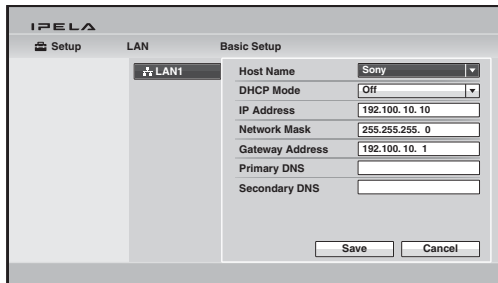 IPELA
Setup LAN Basic Setup
LAN1
Host Name Sony
DHCP Mode Off
IP Address 192.100. 10. 10
Network Mask 255.255.255. 0
Gateway Address 192.100. 10. 1
Primary DNS
Secondary DNS
Save Cancel